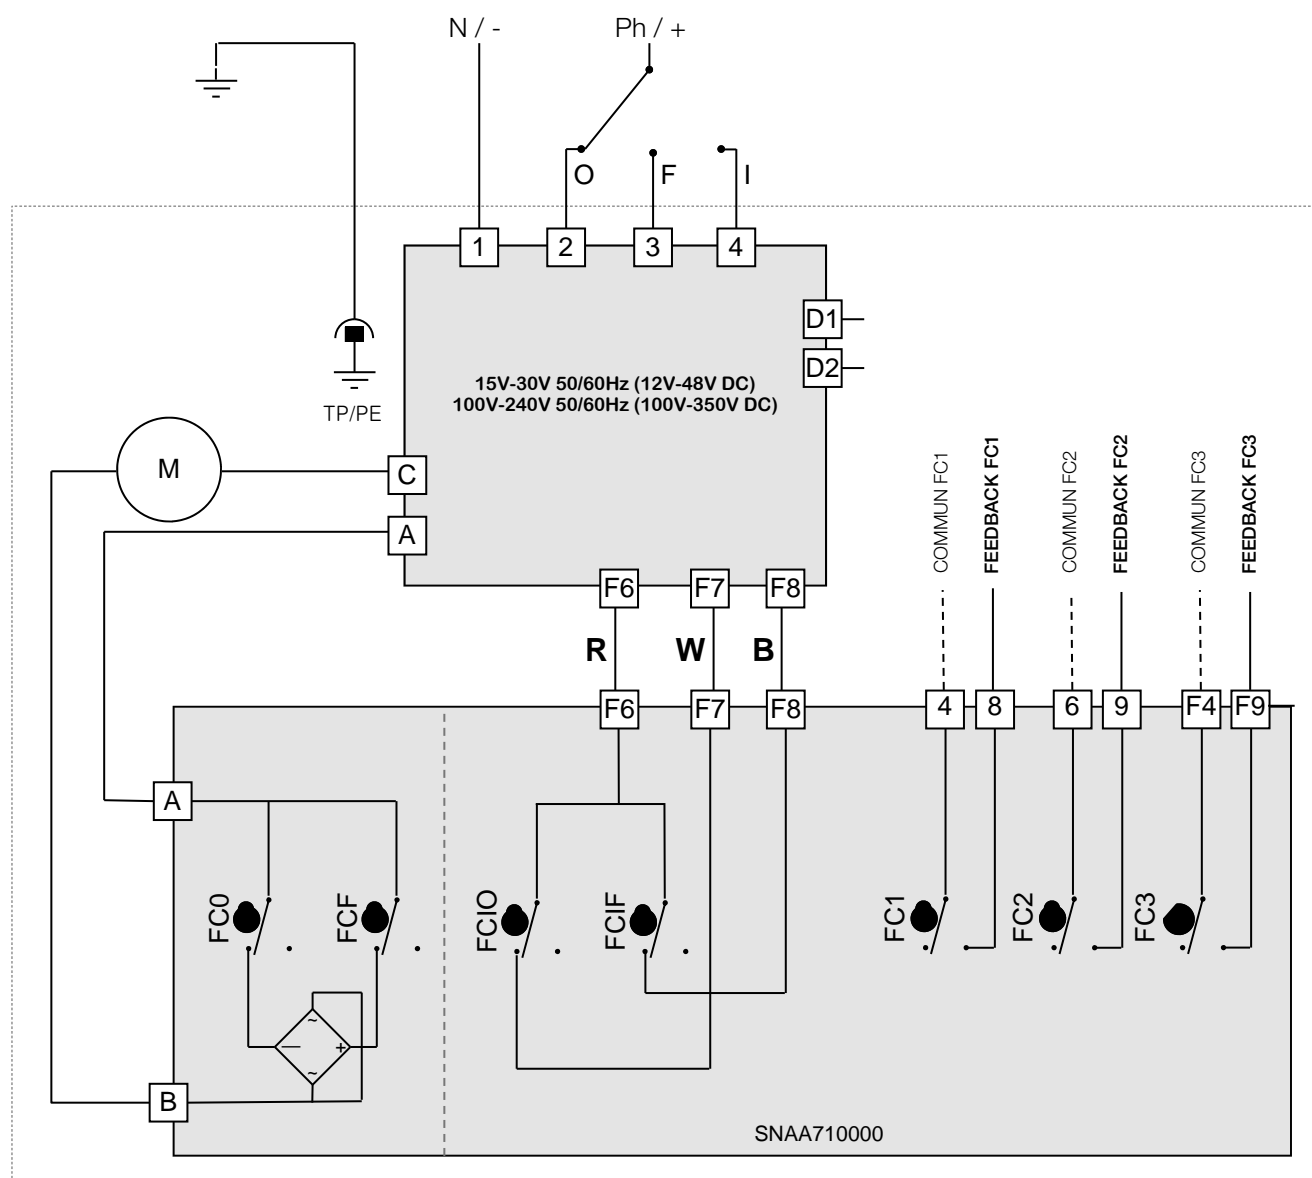 N / -
Ph / +
O
F
I
1
2
3
4
D1
D2
15V-30V 50/60Hz (12V-48V DC)
100V-240V 50/60Hz (100V-350V DC)
TP/PE
M
C
A
F6
F7
F8
R
W
B
COMMUN FC1
FEEDBACK FC1
COMMUN FC2
FEEDBACK FC2
COMMUN FC3
FEEDBACK FC3
F6
F7
F8
4
8
6
9
F4
F9
A
FC0
FCF
FCIO
FCIF
FC1
FC2
FC3
~
—
+
~
B
SNAA710000